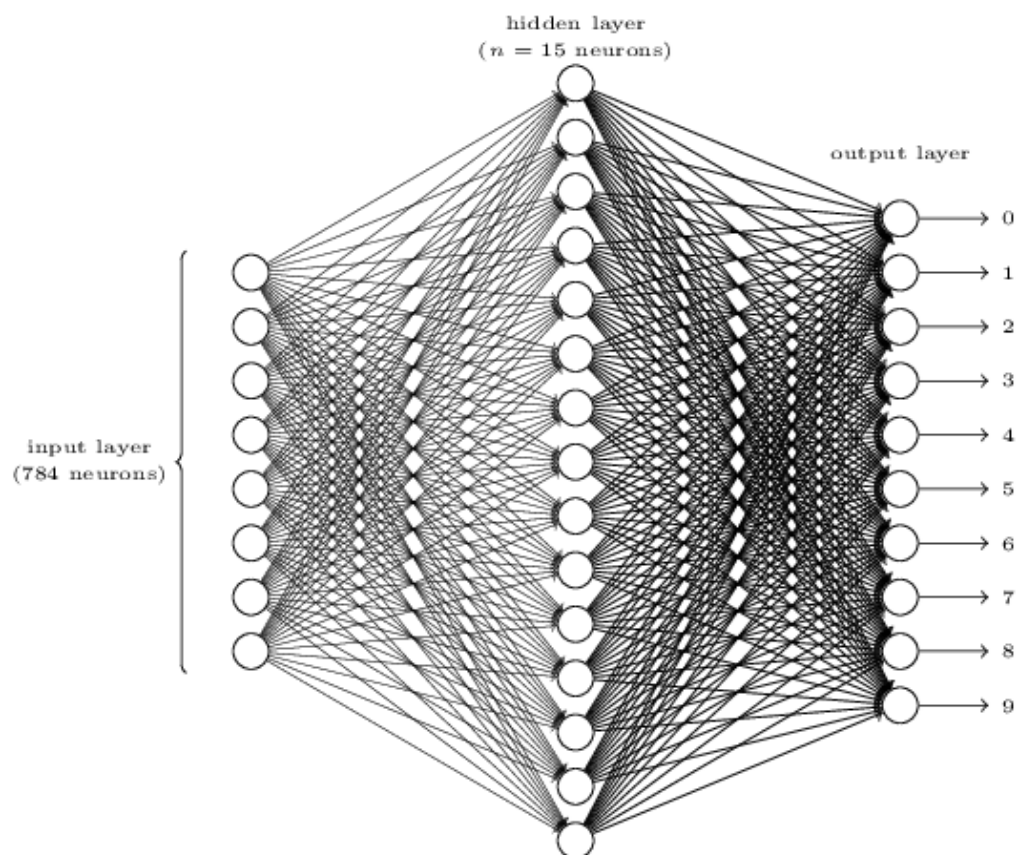 hidden layer
(n = 15 neurons)
output layer
0
1
2
3
4
5
6
7
8
9
input layer
(784 neurons)